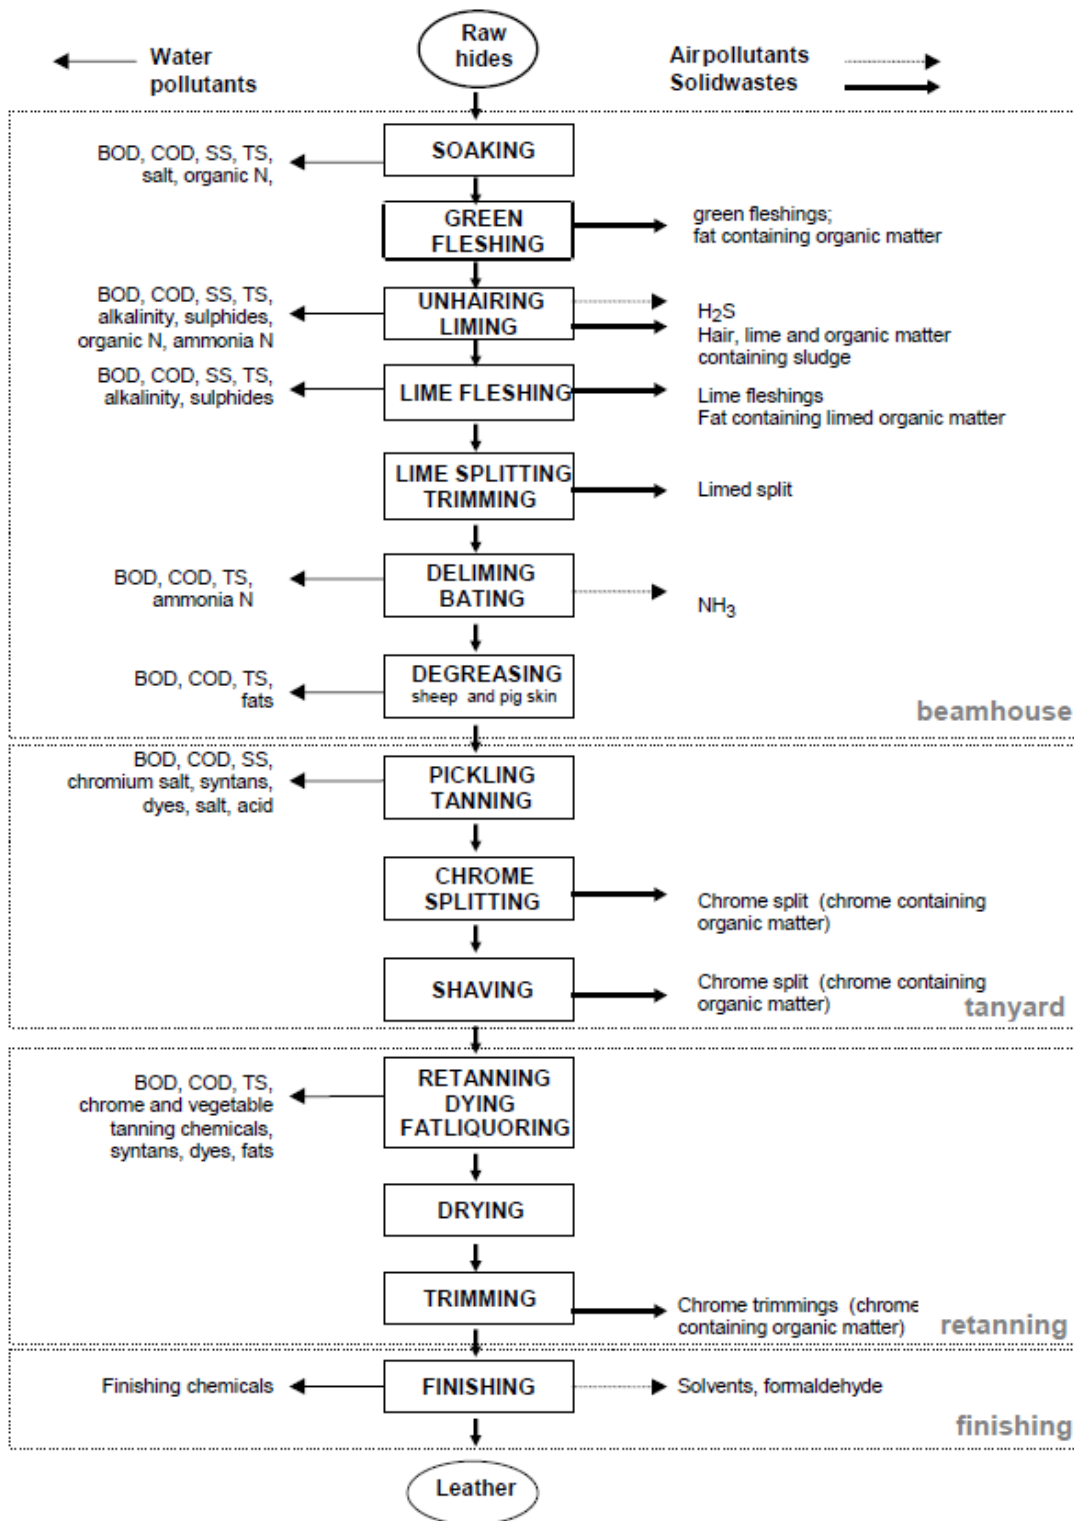 Raw
hides
Water
pollutants
Airpollutants
Solidwastes
BOD, COD, SS, TS,
salt, organic N,
SOAKING
GREEN
FLESHING
green fleshings;
fat containing organic matter
BOD, COD, SS, TS,
alkalinity, sulphides,
organic N, ammonia N
UNHAIRING
LIMING
H₂S
Hair, lime and organic matter
containing sludge
BOD, COD, SS, TS,
alkalinity, sulphides
LIME FLESHING
Lime fleshings
Fat containing limed organic matter
LIME SPLITTING
TRIMMING
Limed split
BOD, COD, TS,
ammonia N
DELIMING
BATING
NH₃
BOD, COD, TS,
fats
DEGREASING
sheep and pig skin
beamhouse
BOD, COD, SS,
chromium salt, syntans,
dyes, salt, acid
PICKLING
TANNING
CHROME
SPLITTING
Chrome split (chrome containing
organic matter)
SHAVING
Chrome split (chrome containing
organic matter)
tanyard
BOD, COD, TS,
chrome and vegetable
tanning chemicals,
syntans, dyes, fats
RETANNING
DYING
FATLIQUORING
DRYING
TRIMMING
Chrome trimmings (chrome
containing organic matter)
retanning
Finishing chemicals
FINISHING
Solvents, formaldehyde
finishing
Leather